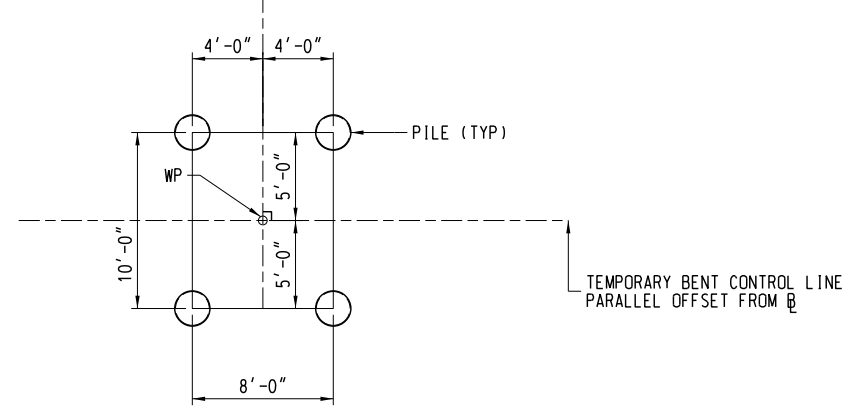 4'-0" 4'-0"
PILE (TYP)
WP
5'-0"
10'-0"
5'-0"
TEMPORARY BENT CONTROL LINE
PARALLEL OFFSET FROM BL
8'-0"